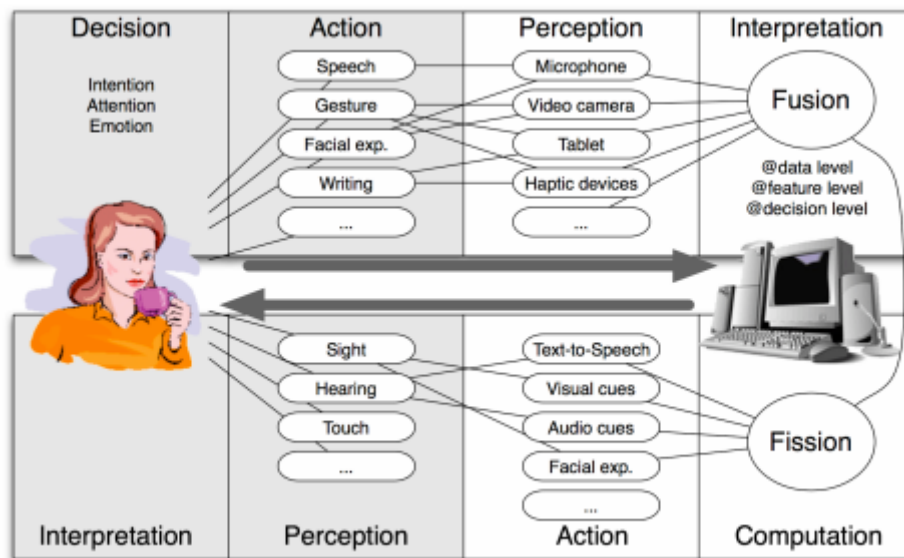 Decision
Action
Perception
Interpretation
Intention
Attention
Emotion
Speech
Gesture
Facial exp.
Writing
...
Microphone
Video camera
Tablet
Haptic devices
...
Fusion
@data level
@feature level
@decision level
Sight
Hearing
Touch
...
Text-to-Speech
Visual cues
Audio cues
Facial exp.
...
Fission
Interpretation
Perception
Action
Computation